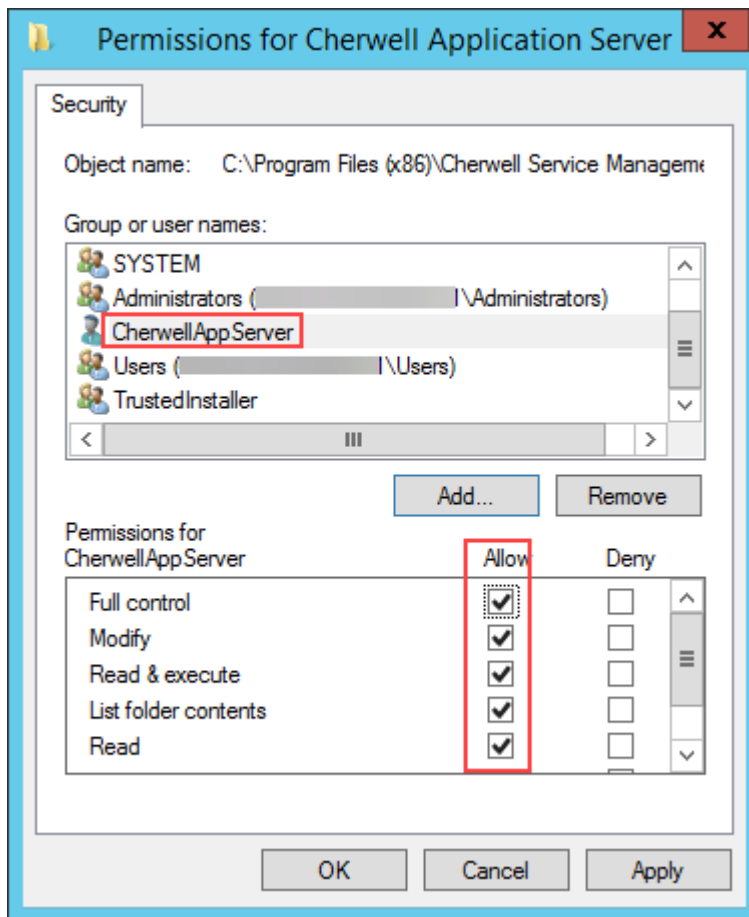 Permissions for Cherwell Application Server
x
Security
Object name: C:\Program Files (x86)\Cherwell Service Manageme
Group or user names:
SYSTEM
Administrators ( \Administrators)
CherwellAppServer
Users ( \Users)
TrustedInstaller
Add... Remove
Permissions for
CherwellAppServer Allow Deny
Full control
Modify
Read & execute
List folder contents
Read
OK Cancel Apply